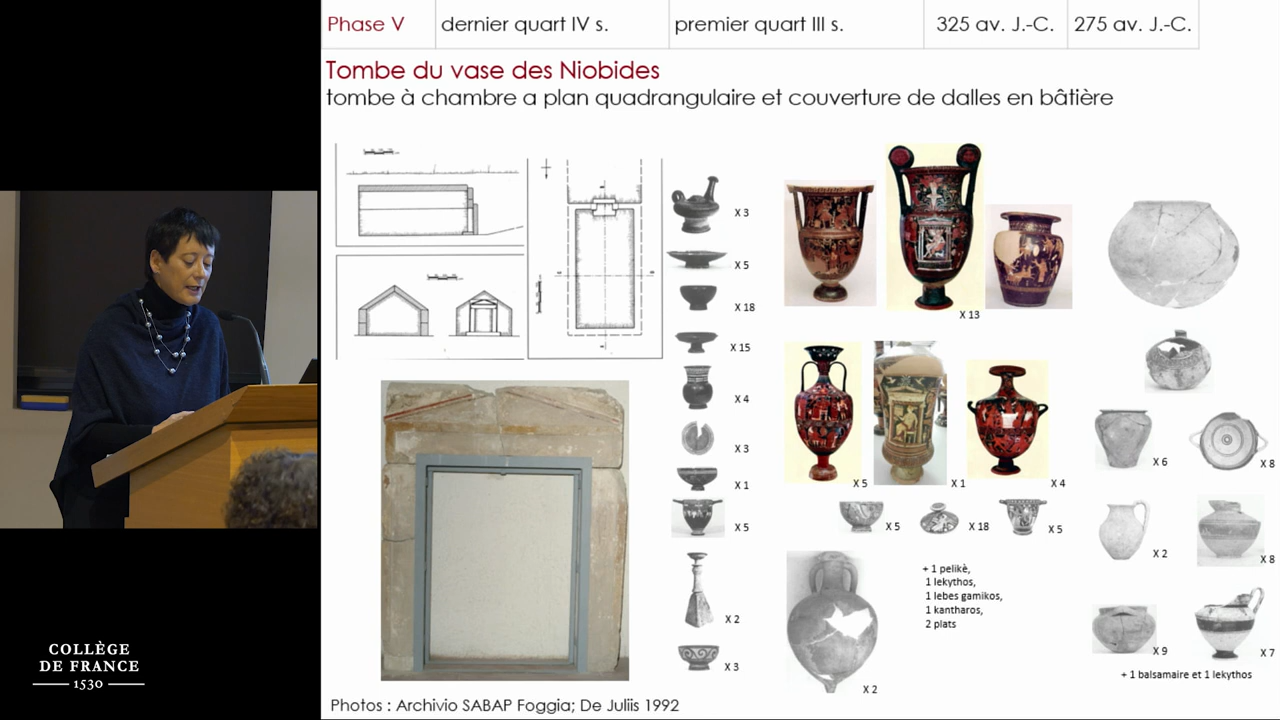 Phase V dernier quart IV s. premier quart III s. 325 av. J.-C. 275 av. J.-C.
Tombe du vase des Niobides
tombe à chambre a plan quadrangulaire et couverture de dalles en bâtière
X 3
X 5
X 18
X 15
X 4
X 3
X 1
X 5
X 2
X 3
X 13
X 5
X 1
X 4
X 5
X 18
X 5
X 2
+ 1 pelikè,
1 lekythos,
1 lebes gamikos,
1 kantharos,
2 plats
X 6
X 8
X 2
X 8
X 9
X 7
+ 1 balsamaire et 1 lekythos
Photos : Archivio SABAP Foggia; De Juliis 1992
COLLÈGE
DE FRANCE
1530